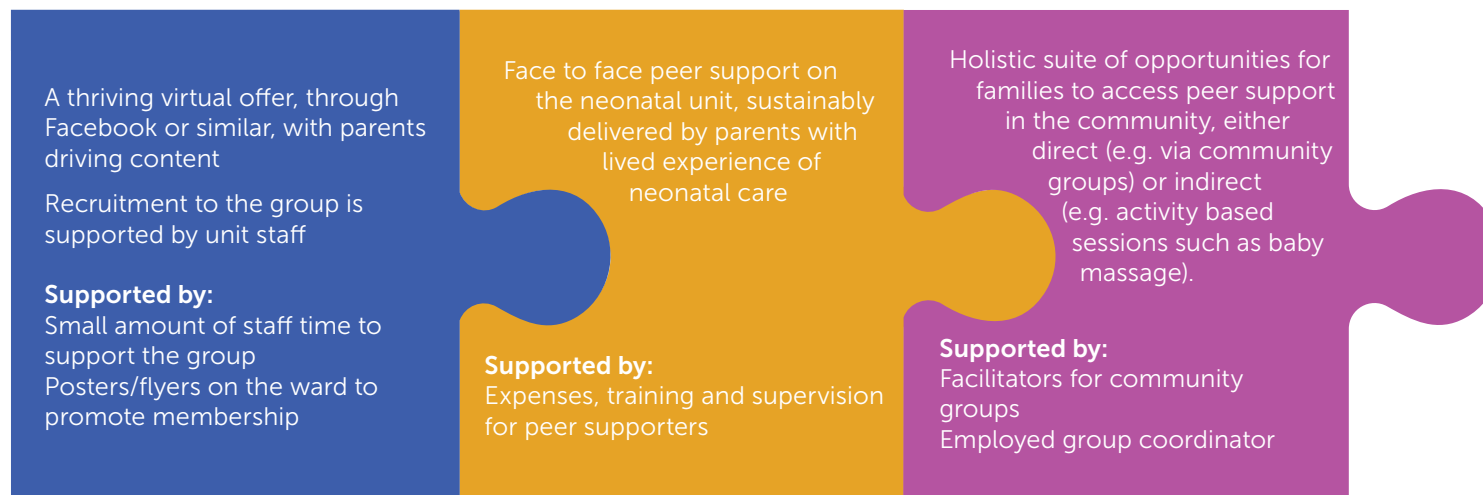 A thriving virtual offer, through
Facebook or similar, with parents
driving content
Recruitment to the group is
supported by unit staff
Supported by:
Small amount of staff time to
support the group
Posters/flyers on the ward to
promote membership
Face to face peer support on
the neonatal unit, sustainably
delivered by parents with
lived experience of
neonatal care
Supported by:
Expenses, training and supervision
for peer supporters
Holistic suite of opportunities for
families to access peer support
in the community, either
direct (e.g. via community
groups) or indirect
(e.g. activity based
sessions such as baby
massage).
Supported by:
Facilitators for community
groups
Employed group coordinator